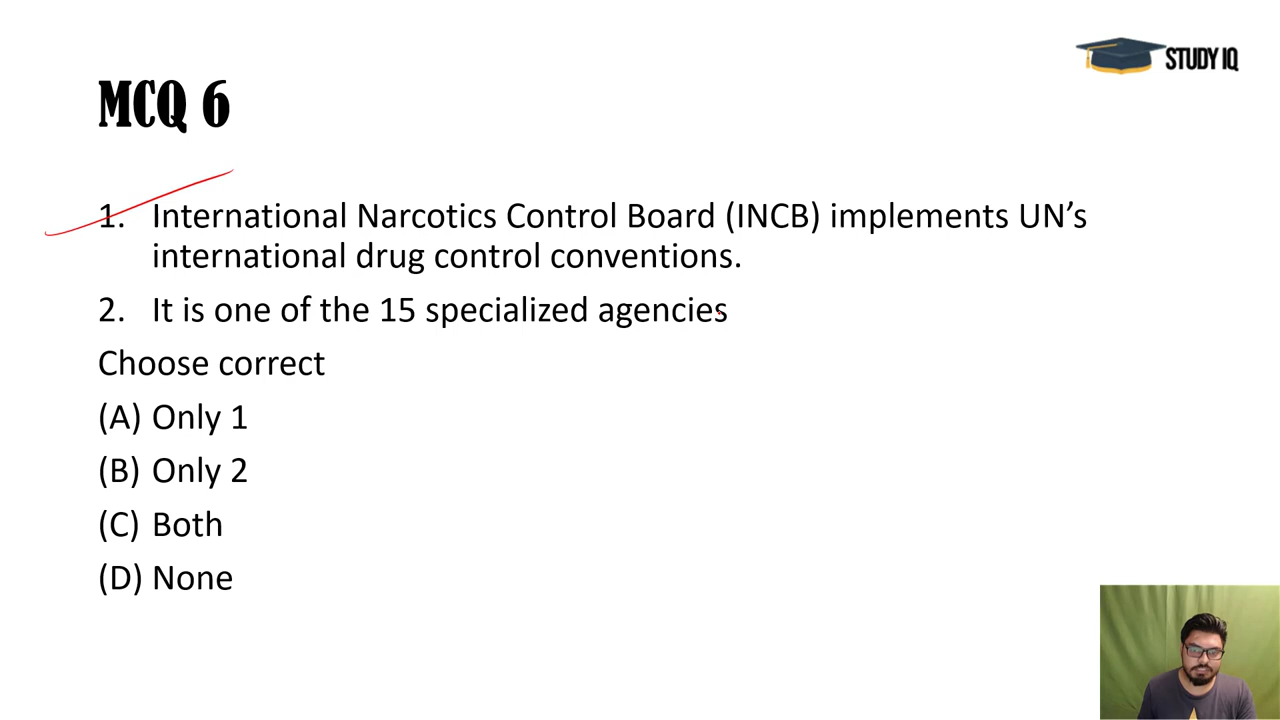 STUDY IQ
MCQ 6
1. International Narcotics Control Board (INCB) implements UN’s
international drug control conventions.
2. It is one of the 15 specialized agencies
Choose correct
(A) Only 1
(B) Only 2
(C) Both
(D) None